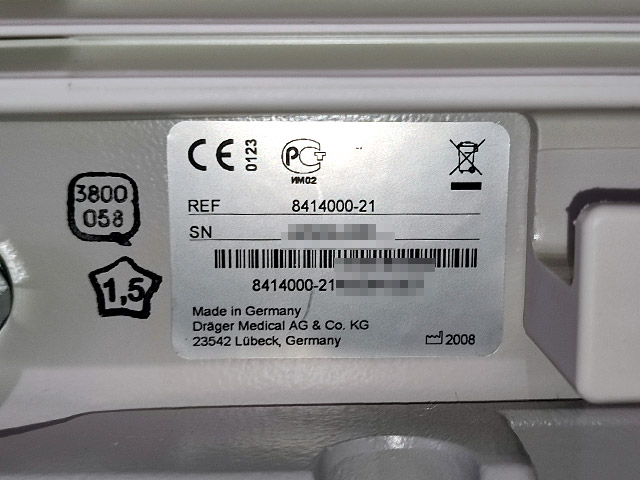 CE 0123
РСТ
ИМ02
3800
058
REF 8414000-21
SN
1,5
8414000-21
Made in Germany
Dräger Medical AG & Co. KG
23542 Lübeck, Germany
2008